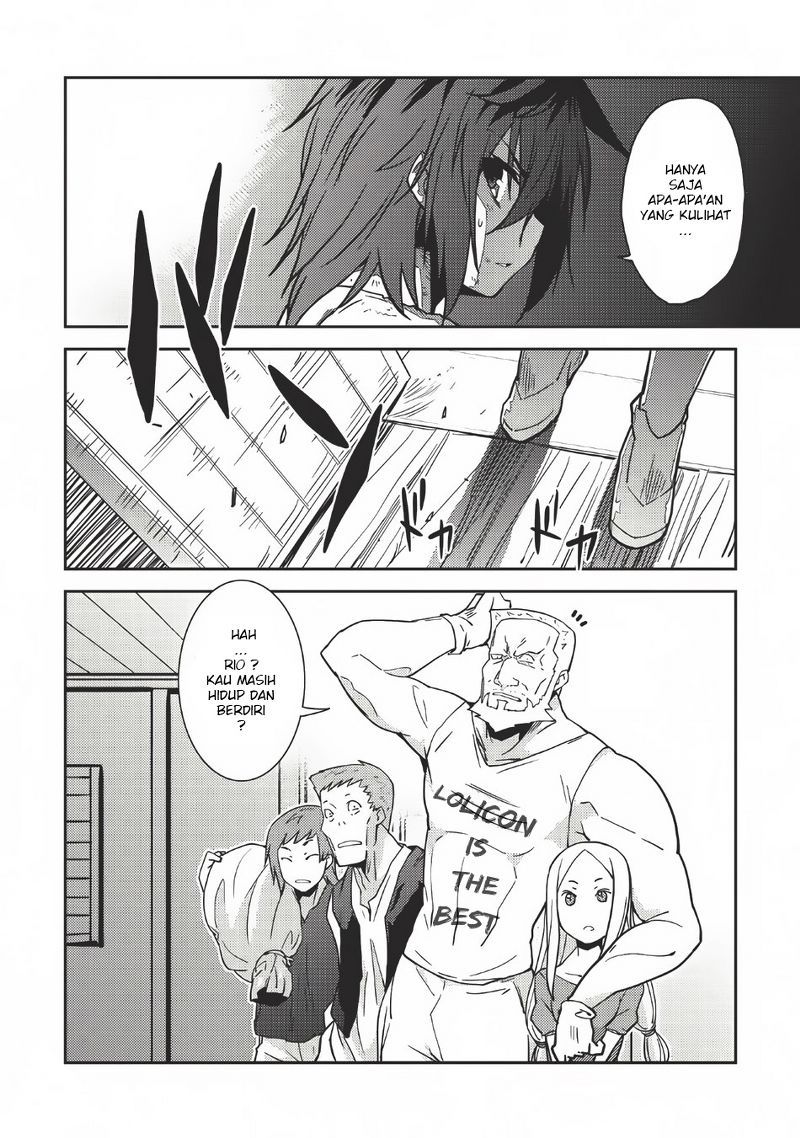 HANYA
SAJA
APA-APA'AN
YANG KULIHAT
...
ドカ
ドカ
HAH
...
RIO ?
KAU MASIH
HIDUP DAN
BERDIRI
?
LOLICON
IS
THE
BEST